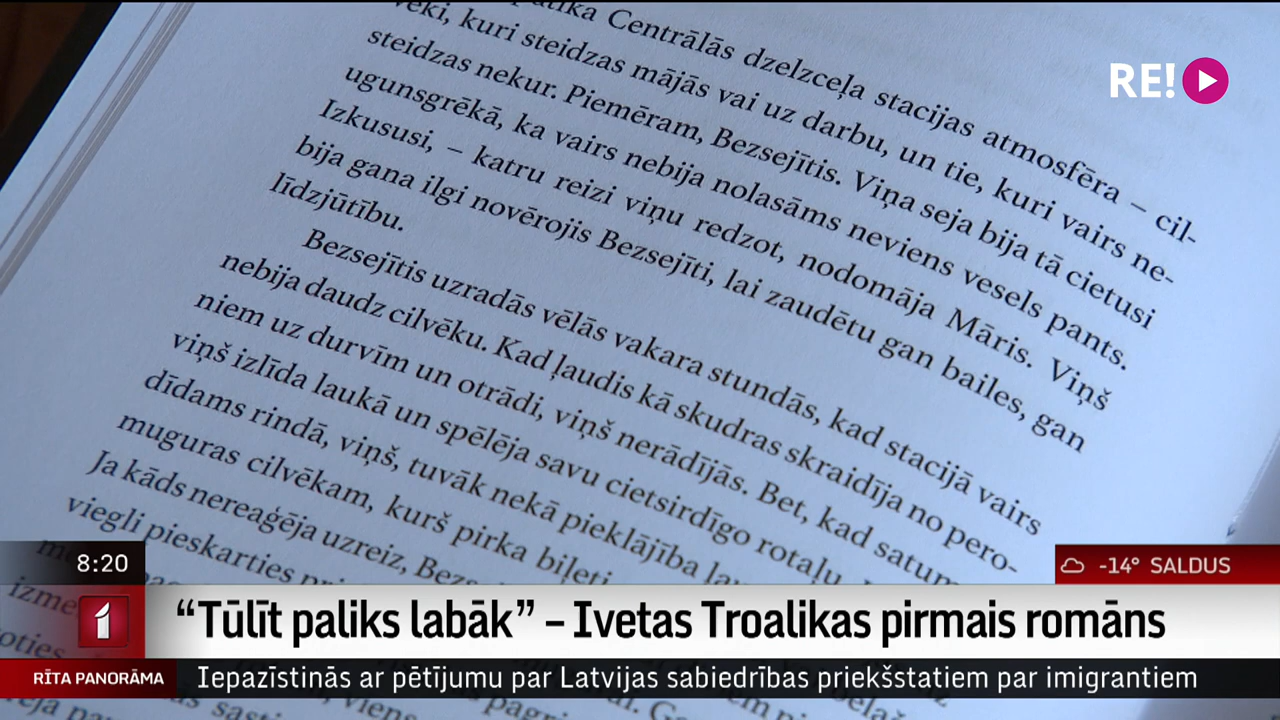 Centrālās dzelzceļa stacijas atmosfēra – cil-
vēki, kuri steidzas mājās vai uz darbu, un tie, kuri vairs ne-
steidzas nekur. Piemēram, Bezsejītis. Viņa seja bija tā cietusi
ugunsgrēkā, ka vairs nebija nolasāms neviens vesels pants.
Izkususi, – katru reizi viņu redzot, nodomāja Māris. Viņš
bija gana ilgi novērojis Bezsejīti, lai zaudētu gan bailes, gan
līdzjūtību.
Bezsejītis uzradās vēlās vakara stundās, kad stacijā vairs
nebija daudz cilvēku. Kad ļaudis kā skudras skraidīja no pero-
niem uz durvīm un otrādi, viņš nerādījās. Bet, kad satum
viņš izlīda laukā un spēlēja savu cietsirdīgo rotaļu.
dīdams rindā, viņš, tuvāk nekā pieklājība
muguras cilvēkam, kurš pirka biļeti
Ja kāds nereaģēja uzreiz,
viegli pieskarties
RE!
8:20
-14° SALDUS
1
“Tūlīt paliks labāk” – Ivetas Troalikas pirmais romāns
RĪTA PANORĀMA Iepazīstinās ar pētījumu par Latvijas sabiedrības priekšstatiem par imigrantiem